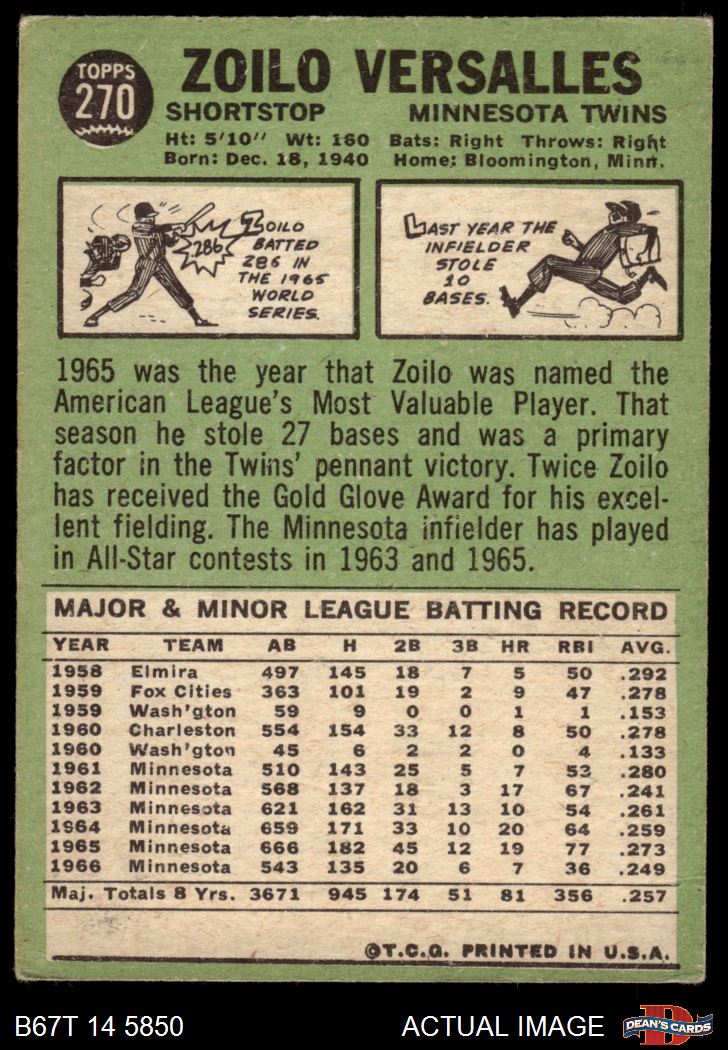 TOPPS
270
ZOILO VERSALLES
SHORTSTOP MINNESOTA TWINS
Ht: 5'10" Wt: 160 Bats: Right Throws: Right
Born: Dec. 18, 1940 Home: Bloomington, Minn.
286
ZOILO
BATTED
286 IN
THE 1965
WORLD
SERIES.
LAST YEAR THE
INFIELDER
STOLE
10
BASES.
1965 was the year that Zoilo was named the
American League's Most Valuable Player. That
season he stole 27 bases and was a primary
factor in the Twins' pennant victory. Twice Zoilo
has received the Gold Glove Award for his excel-
lent fielding. The Minnesota infielder has played
in All-Star contests in 1963 and 1965.
MAJOR & MINOR LEAGUE BATTING RECORD
YEAR TEAM AB H 2B 3B HR RBI AVG.
1958 Elmira 497 145 18 7 5 50 .292
1959 Fox Cities 363 101 19 2 9 47 .278
1959 Wash'gton 59 9 0 0 1 1 .153
1960 Charleston 554 154 33 12 8 50 .278
1960 Wash'gton 45 6 2 2 0 4 .133
1961 Minnesota 510 143 25 5 7 53 .280
1962 Minnesota 568 137 18 3 17 67 .241
1963 Minnesota 621 162 31 13 10 54 .261
1964 Minnesota 659 171 33 10 20 64 .259
1965 Minnesota 666 182 45 12 19 77 .273
1966 Minnesota 543 135 20 6 7 36 .249
Maj. Totals 8 Yrs. 3671 945 174 51 81 356 .257
©T.C.G. PRINTED IN U.S.A.
B67T 14 5850 ACTUAL IMAGE
D
DEAN'S CARDS